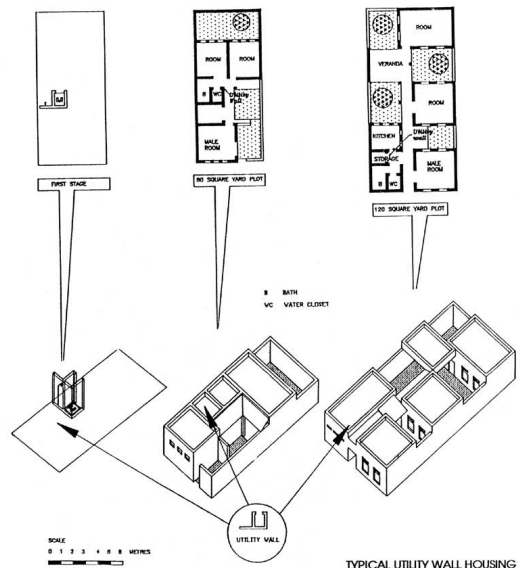 ROOM
VERANDA
ROOM
KITCHEN
Utility
wall
STORAGE
MALE
ROOM
B
WC
ROOM
ROOM
B
WC
Utility
Wall
MALE
ROOM
FIRST STAGE
80 SQUARE YARD PLOT
120 SQUARE YARD PLOT
B BATH
WC WATER CLOSET
UTILITY WALL
SCALE
0 1 2 3 4 6 8 METRES
TYPICAL UTILITY WALL HOUSING